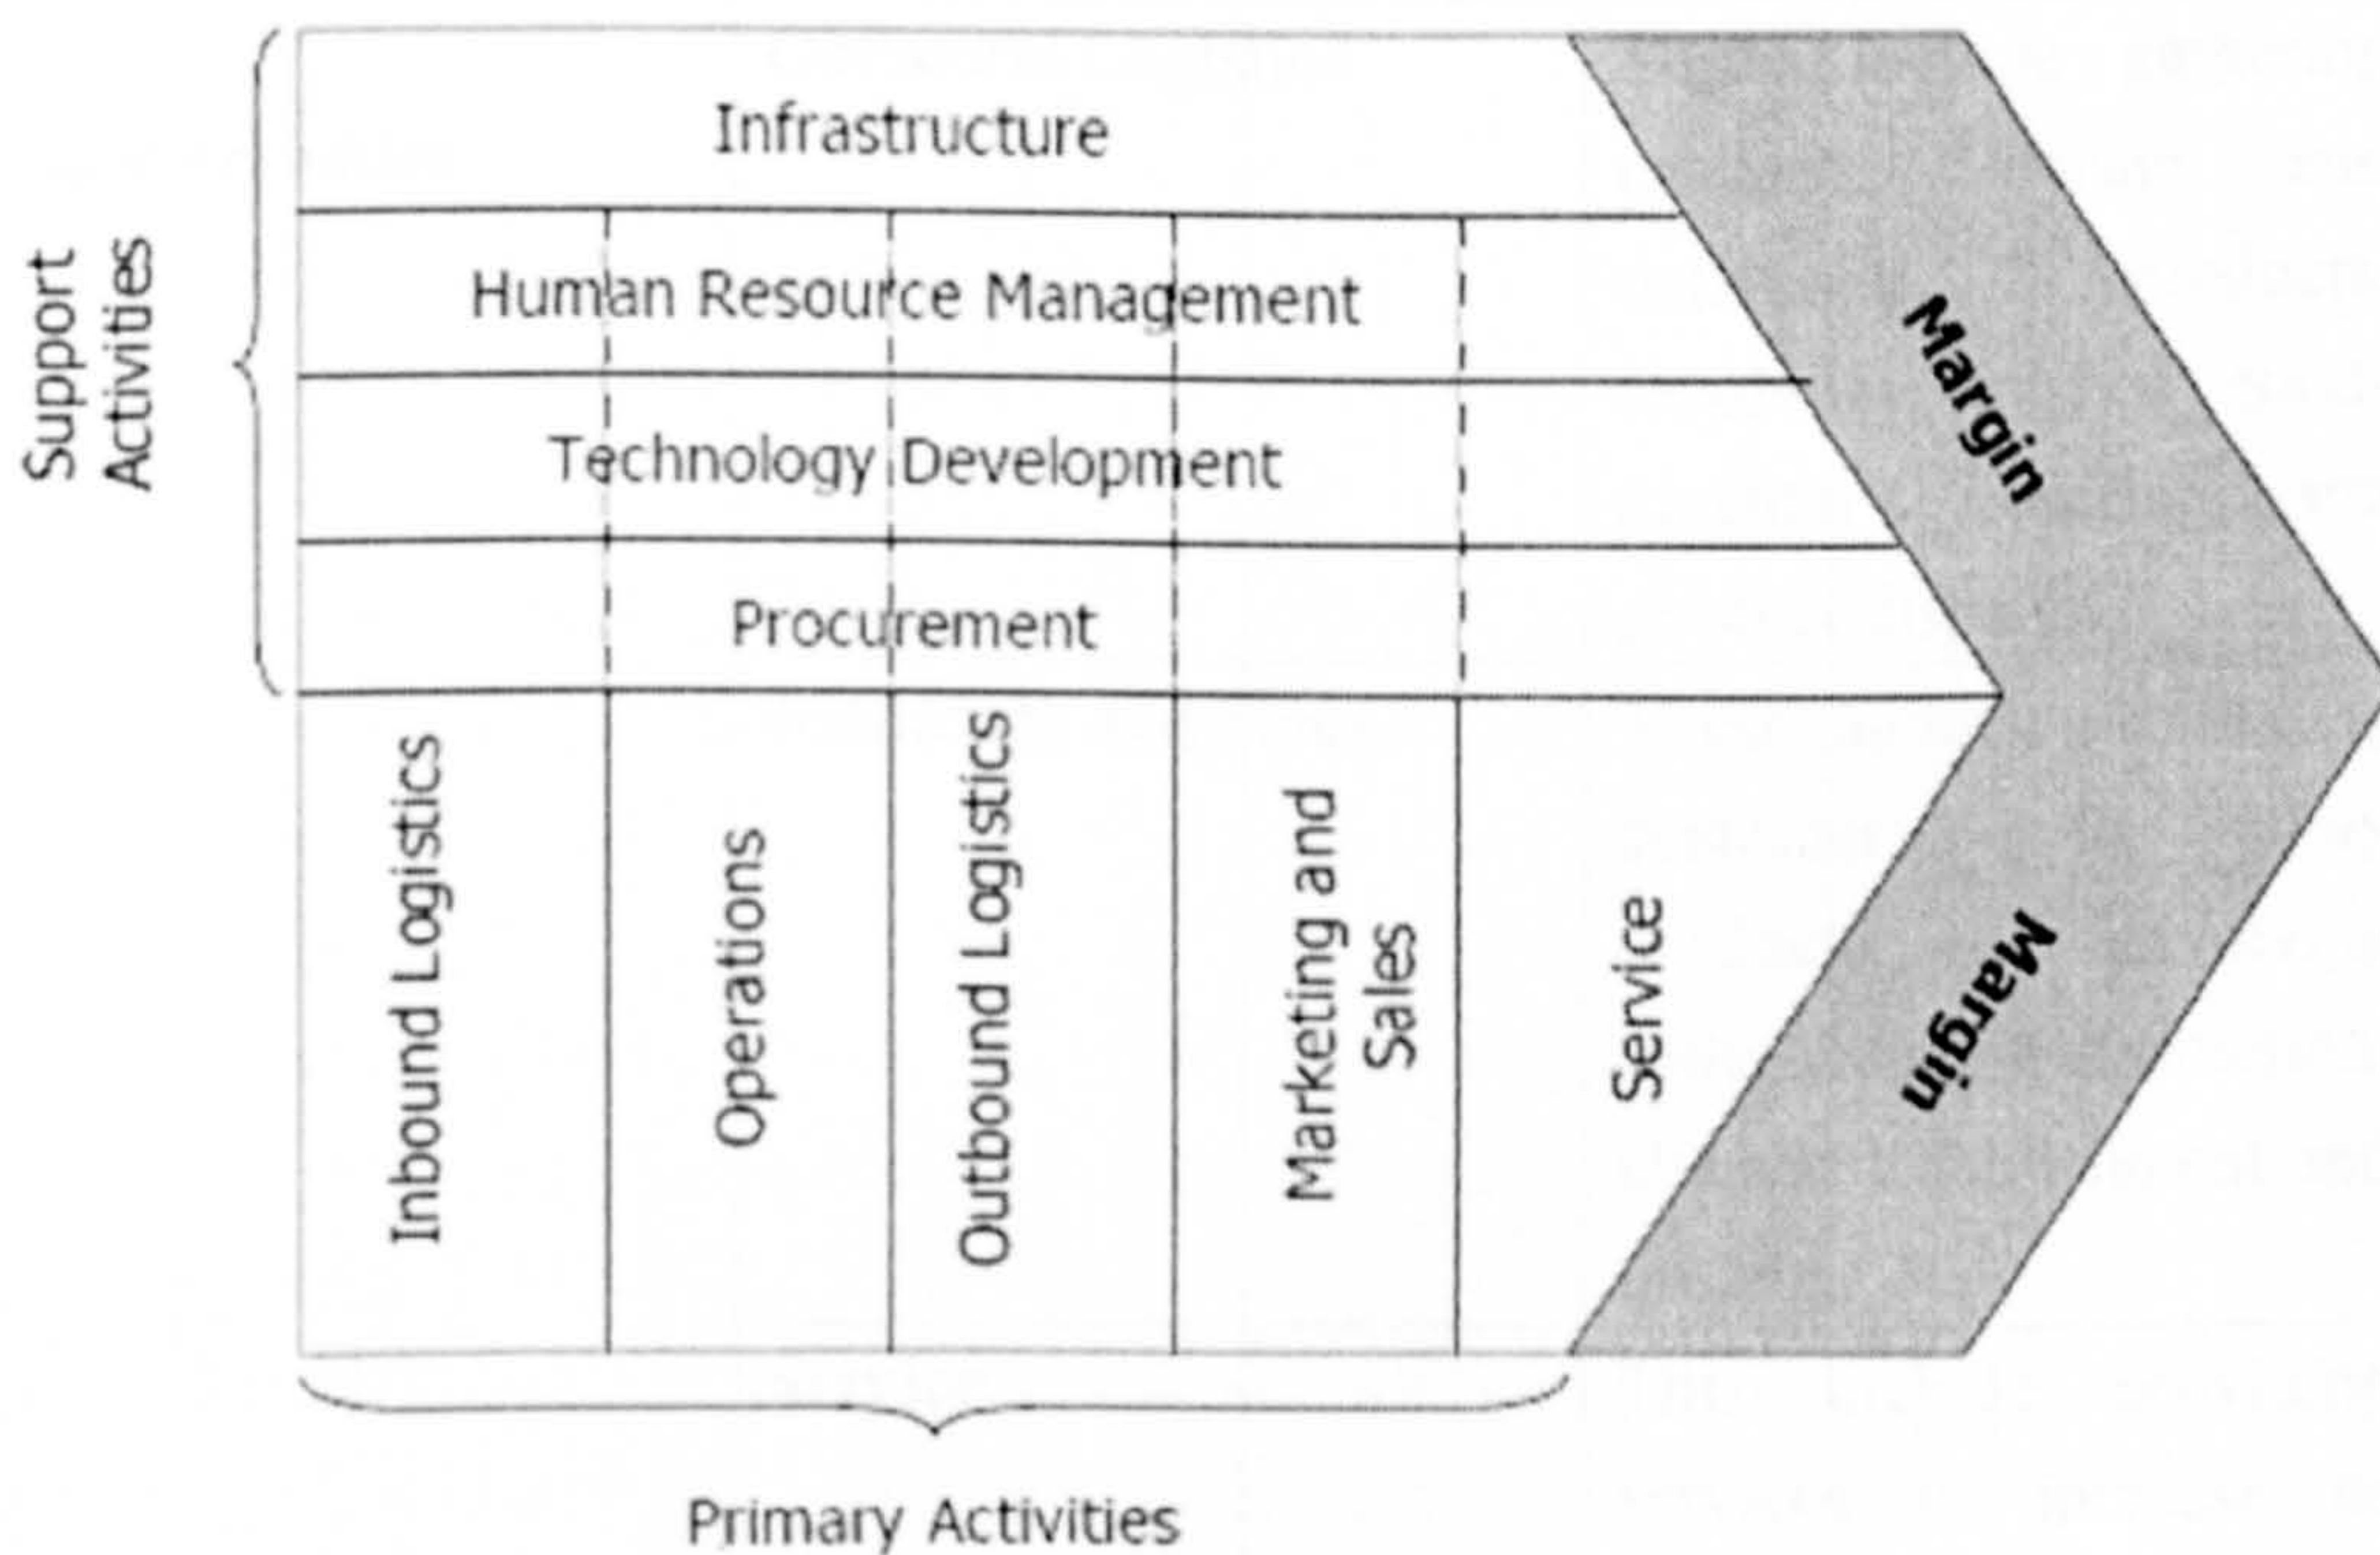 Support
Activities
Infrastructure
Human Resource Management
Technology Development
Procurement
Margin
Inbound Logistics
Operations
Outbound Logistics
Marketing and
Sales
Service
Margin
Primary Activities